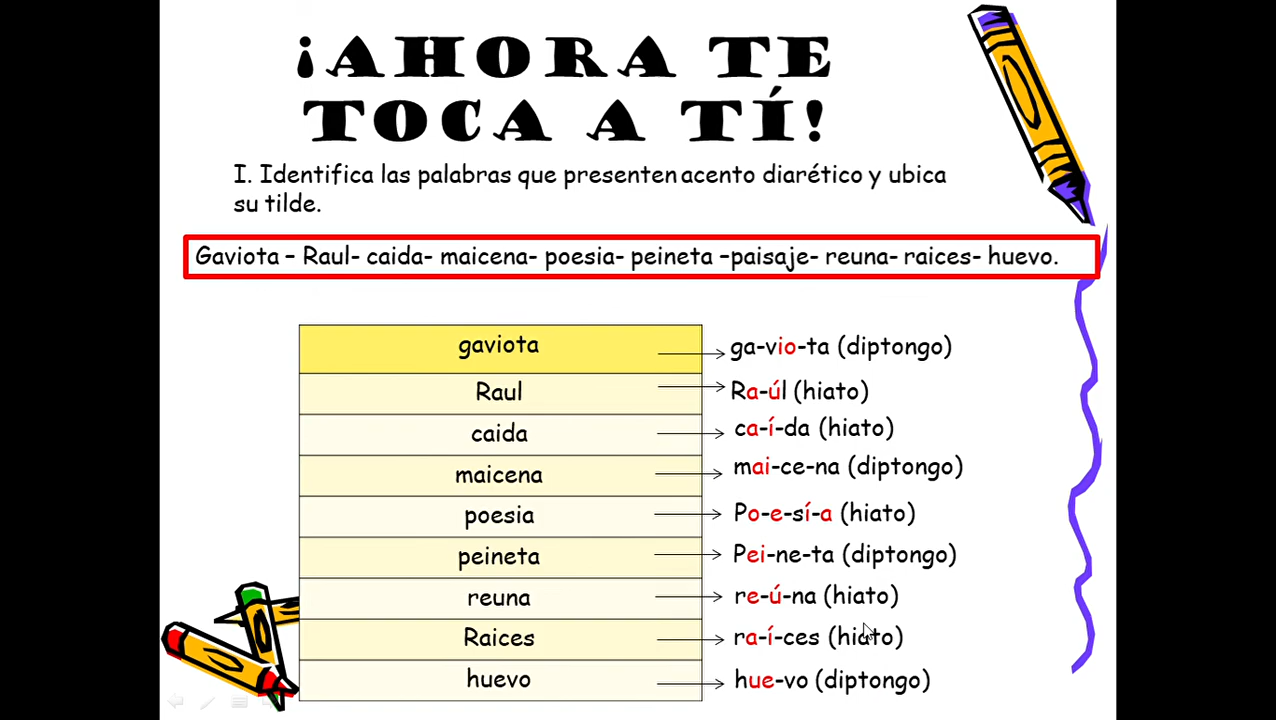 ¡AHORA TE
TOCA A TÍ!
I. Identifica las palabras que presenten acento diarético y ubica
su tilde.
Gaviota – Raul- caida- maicena- poesia- peineta –paisaje- reuna- raices- huevo.
gaviota ga-vio-ta (diptongo)
Raul Ra-úl (hiato)
caida ca-í-da (hiato)
maicena mai-ce-na (diptongo)
poesia Po-e-sí-a (hiato)
peineta Pei-ne-ta (diptongo)
reuna re-ú-na (hiato)
Raices ra-í-ces (hiato)
huevo hue-vo (diptongo)